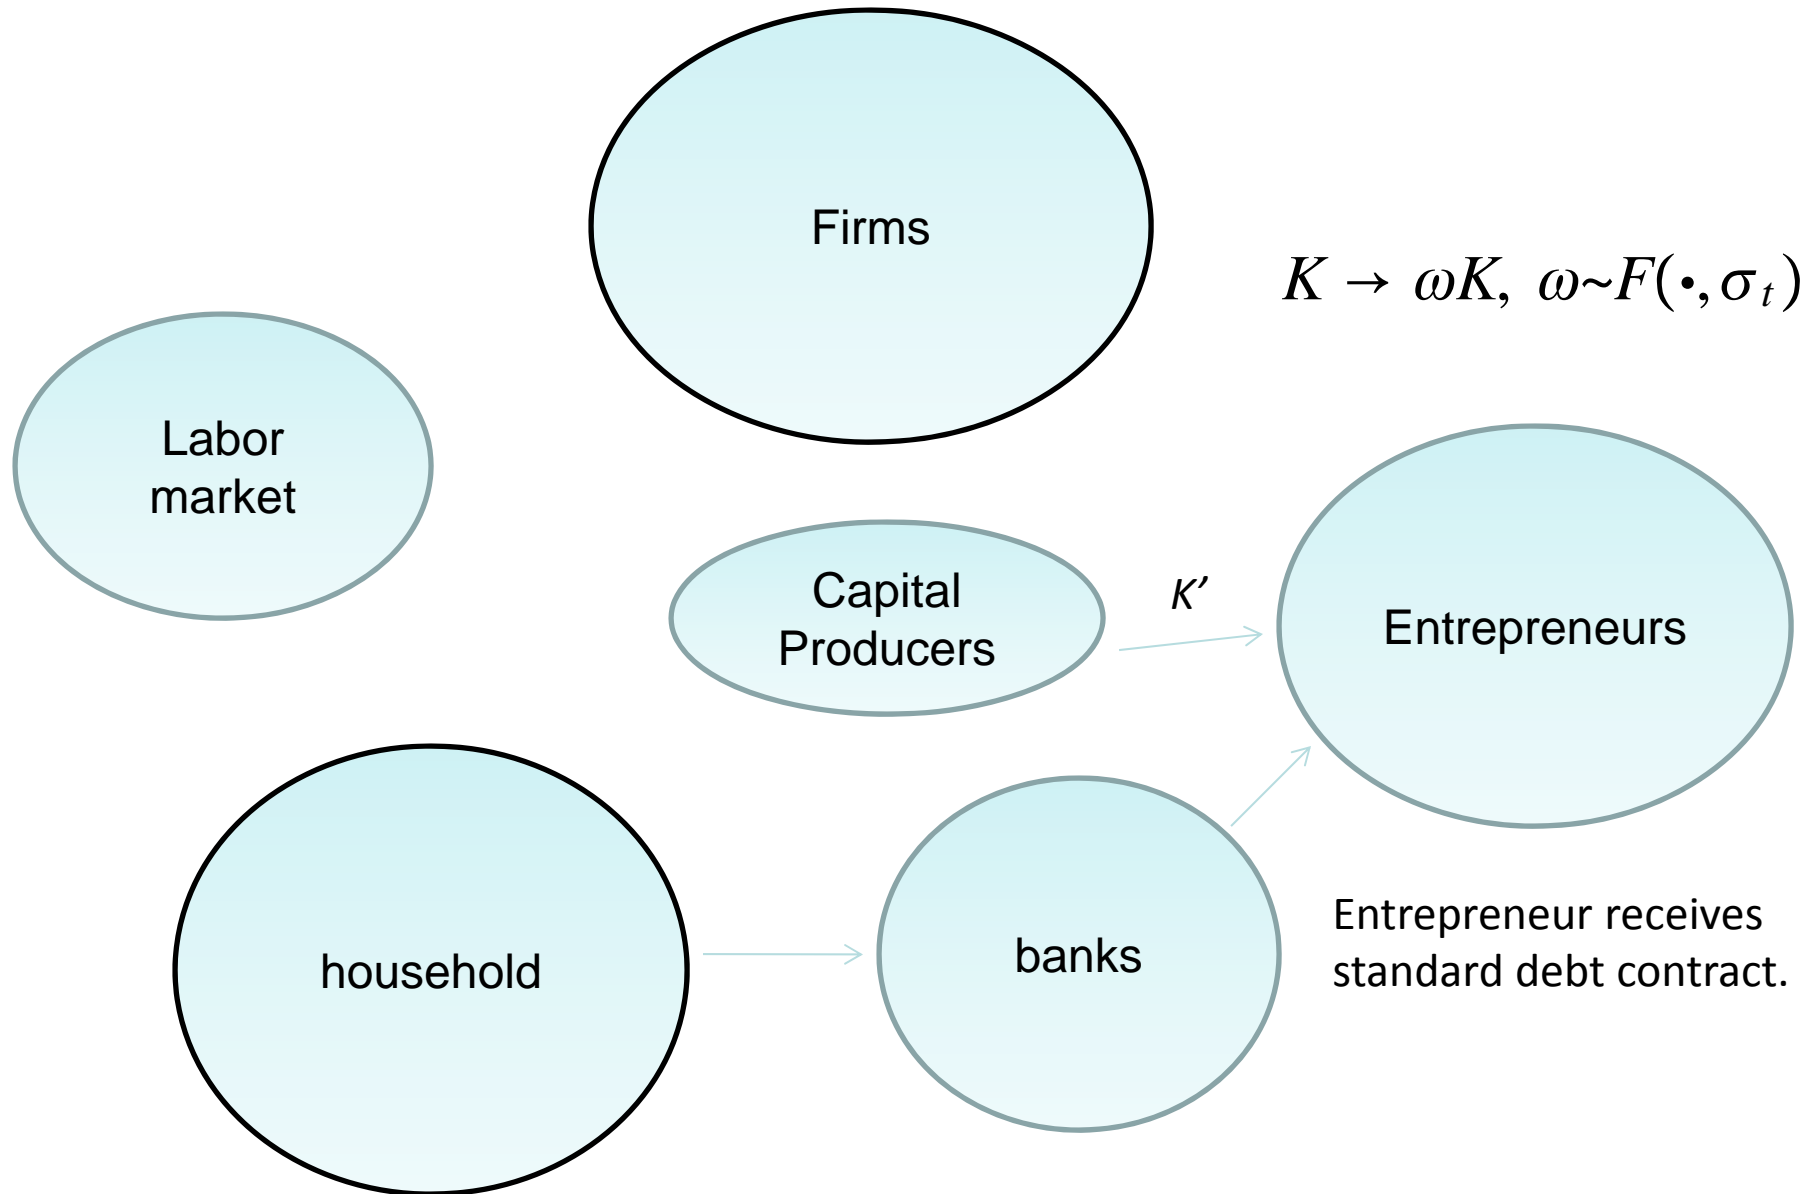 Firms
K → ωK, ω~F(•, σ_t)
Labor
market
Capital
Producers
K’
Entrepreneurs
household
banks
Entrepreneur receives
standard debt contract.